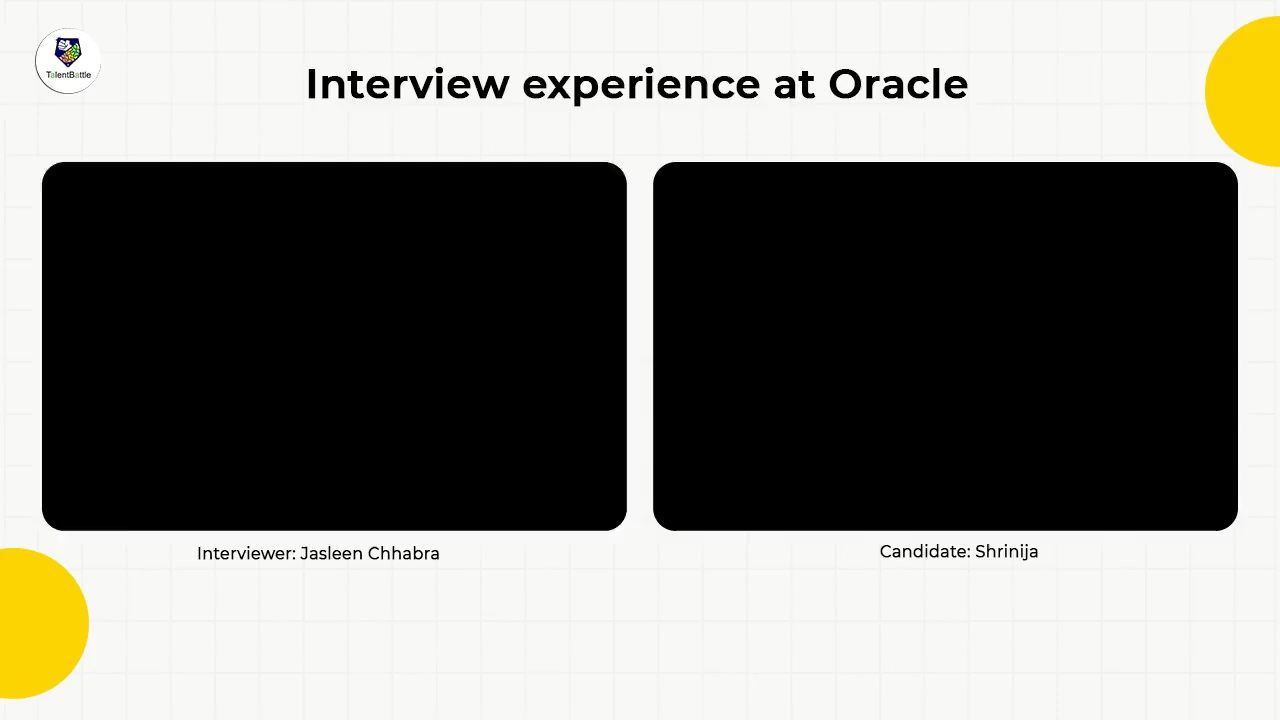 TalentBattle
Interview experience at Oracle
Interviewer: Jasleen Chhabra
Candidate: Shrinija